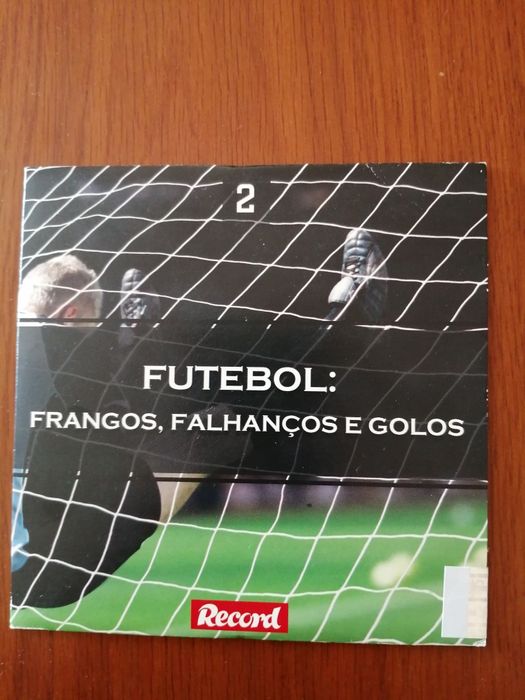 2
FUTEBOL:
FRANGOS, FALHANÇOS E GOLOS
Record